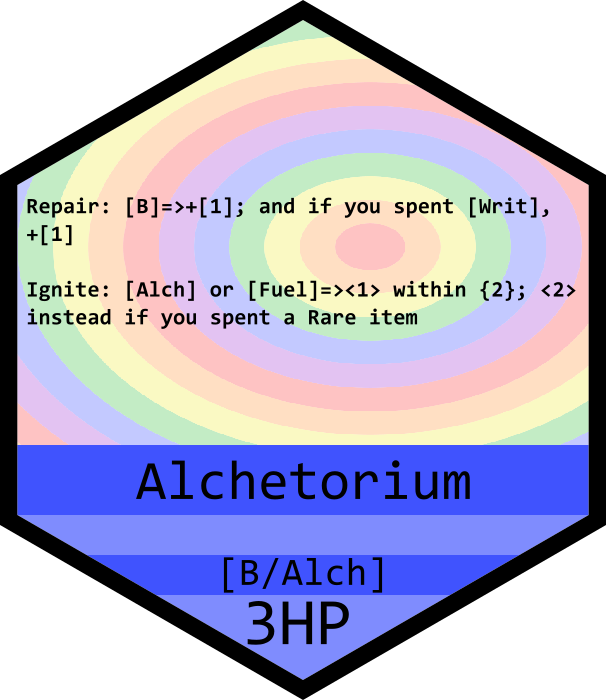 Repair: [B]=>+[1]; and if you spent [Writ],
+[1]
Ignite: [Alch] or [Fuel]=><1> within {2}; <2>
instead if you spent a Rare item
Alchetorium
[B/Alch]
3HP